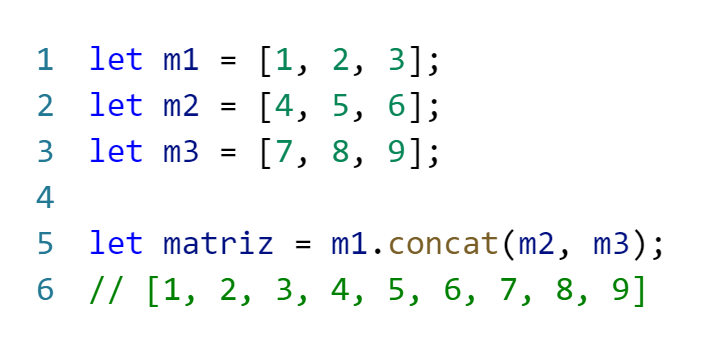 1 let m1 = [1, 2, 3];
2 let m2 = [4, 5, 6];
3 let m3 = [7, 8, 9];
4
5 let matriz = m1.concat(m2, m3);
6 // [1, 2, 3, 4, 5, 6, 7, 8, 9]